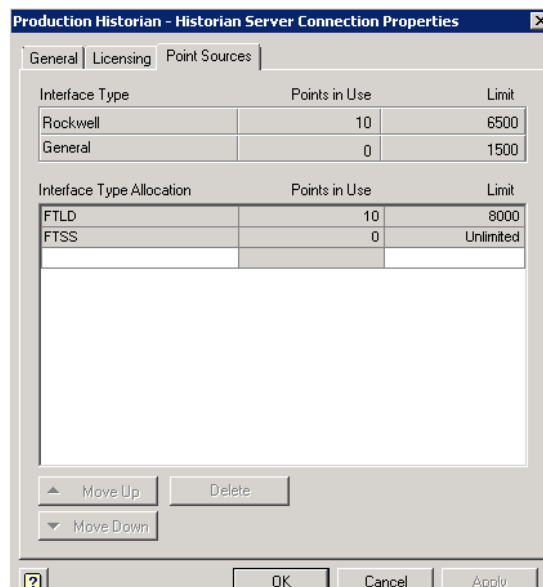 Production Historian - Historian Server Connection Properties
General Licensing Point Sources
Interface Type Points in Use Limit
Rockwell 10 6500
General 0 1500
Interface Type Allocation Points in Use Limit
FTLD 10 8000
FTSS 0 Unlimited
Move Up Delete
Move Down
? OK Cancel Apply